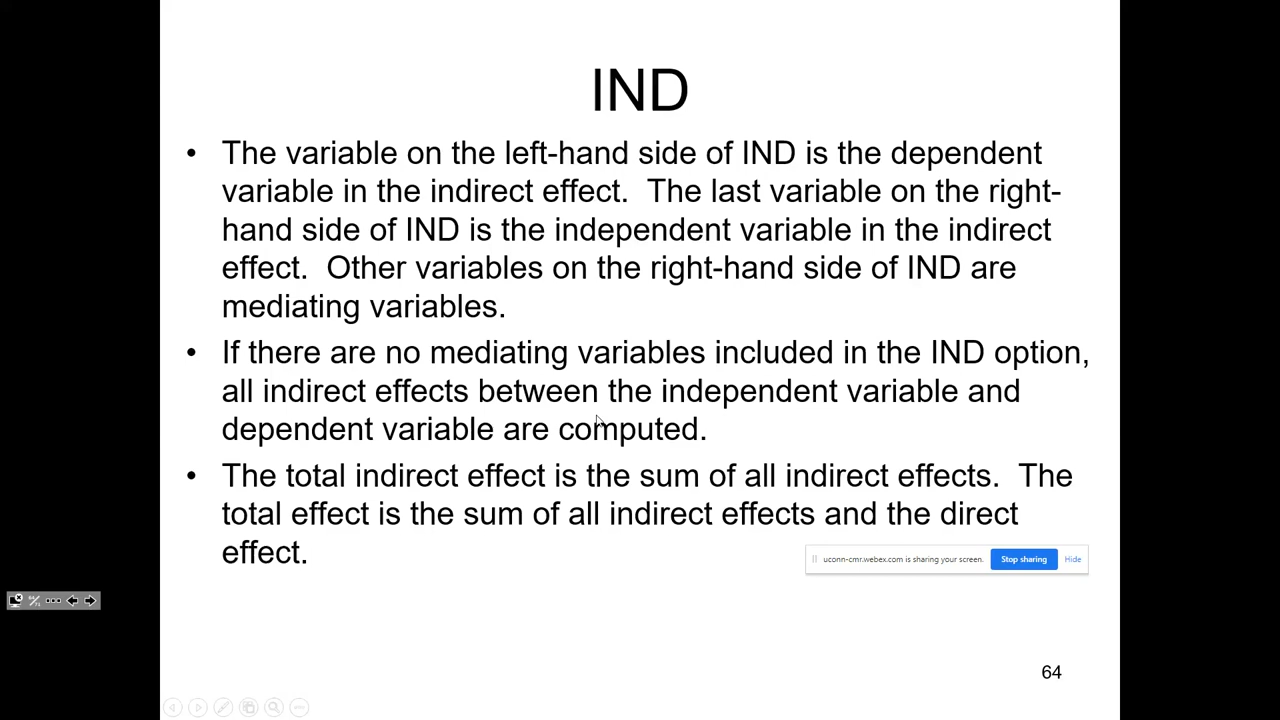 IND
• The variable on the left-hand side of IND is the dependent
variable in the indirect effect.  The last variable on the right-
hand side of IND is the independent variable in the indirect
effect.  Other variables on the right-hand side of IND are
mediating variables.
• If there are no mediating variables included in the IND option,
all indirect effects between the independent variable and
dependent variable are computed.
• The total indirect effect is the sum of all indirect effects.  The
total effect is the sum of all indirect effects and the direct
effect.
uconn-cmr.webex.com is sharing your screen. Stop sharing Hide
64